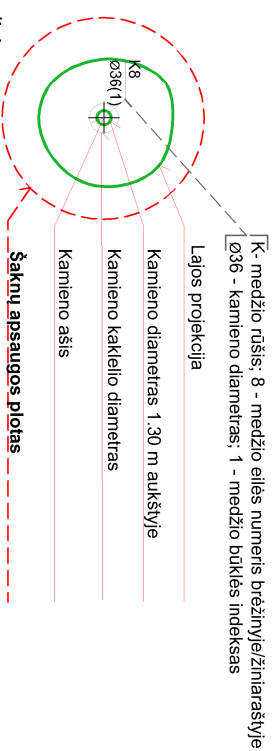 K- medžio rūšis; 8 - medžio eilės numeris brėžinyje/žiniaraštyje
Ø36 - kamieno diametras; 1 - medžio būklės indeksas
K8
Ø36(1)
Lajos projekcija
Kamieno diametras 1.30 m aukštyje
Kamieno kaklelio diametras
Kamieno ašis
Šaknų apsaugos plotas